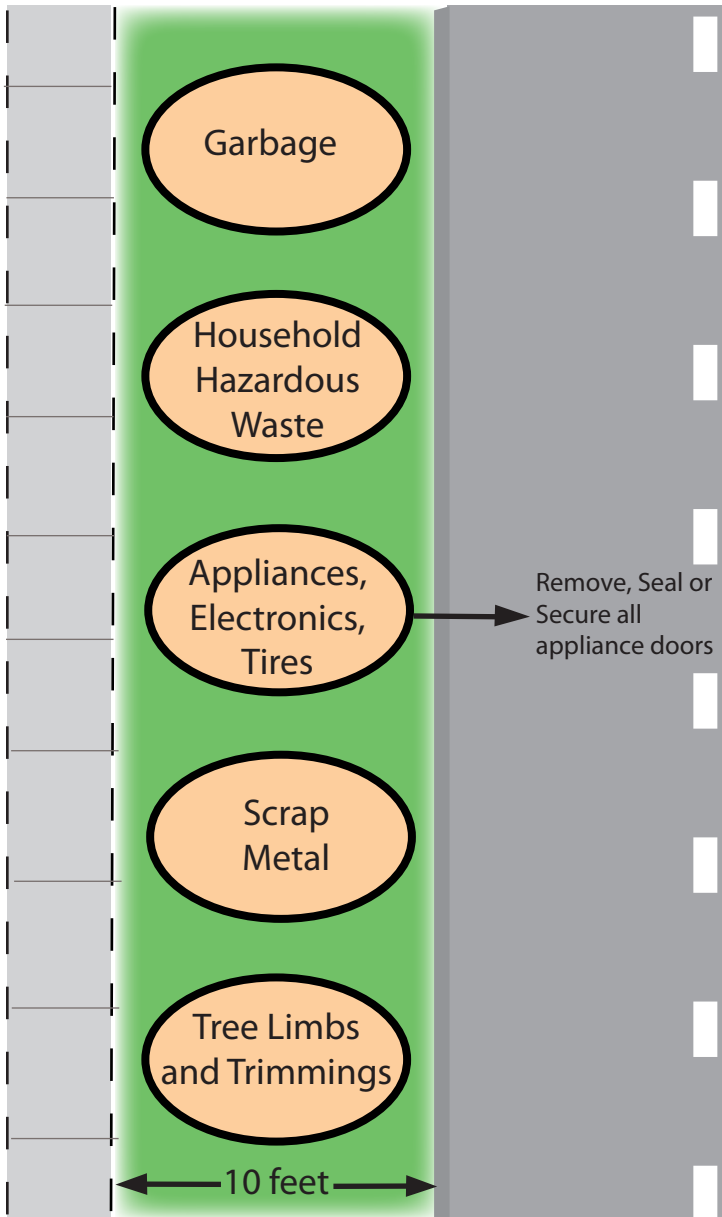 Garbage
Household
Hazardous
Waste
Appliances,
Electronics,
Tires
Remove, Seal or
Secure all
appliance doors
Scrap
Metal
Tree Limbs
and Trimmings
10 feet